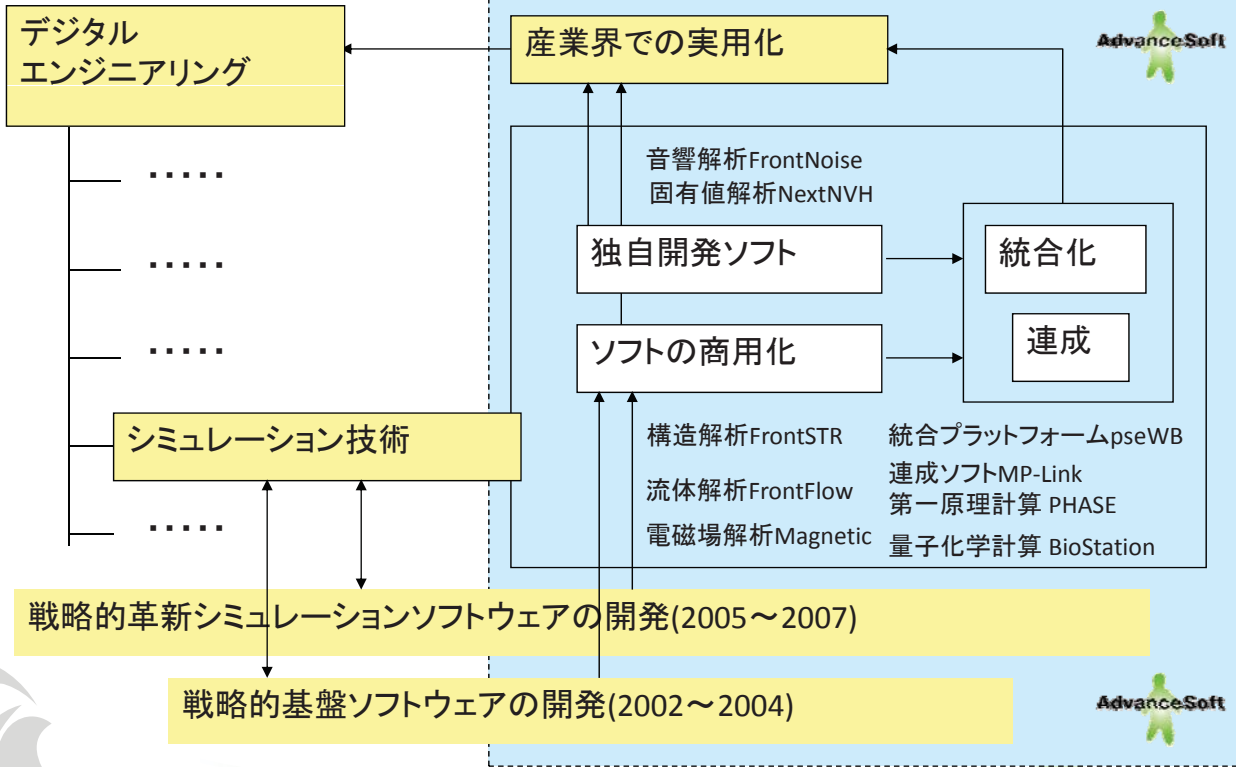 デジタル
エンジニアリング
産業界での実用化
AdvanceSoft
.....
音響解析FrontNoise
固有値解析NextNVH
独自開発ソフト
統合化
.....
ソフトの商用化
連成
.....
シミュレーション技術
構造解析FrontSTR
統合プラットフォームpseWB
流体解析FrontFlow
連成ソフトMP-Link
第一原理計算 PHASE
電磁場解析Magnetic
量子化学計算 BioStation
.....
戦略的革新シミュレーションソフトウェアの開発(2005～2007)
戦略的基盤ソフトウェアの開発(2002～2004)
AdvanceSoft